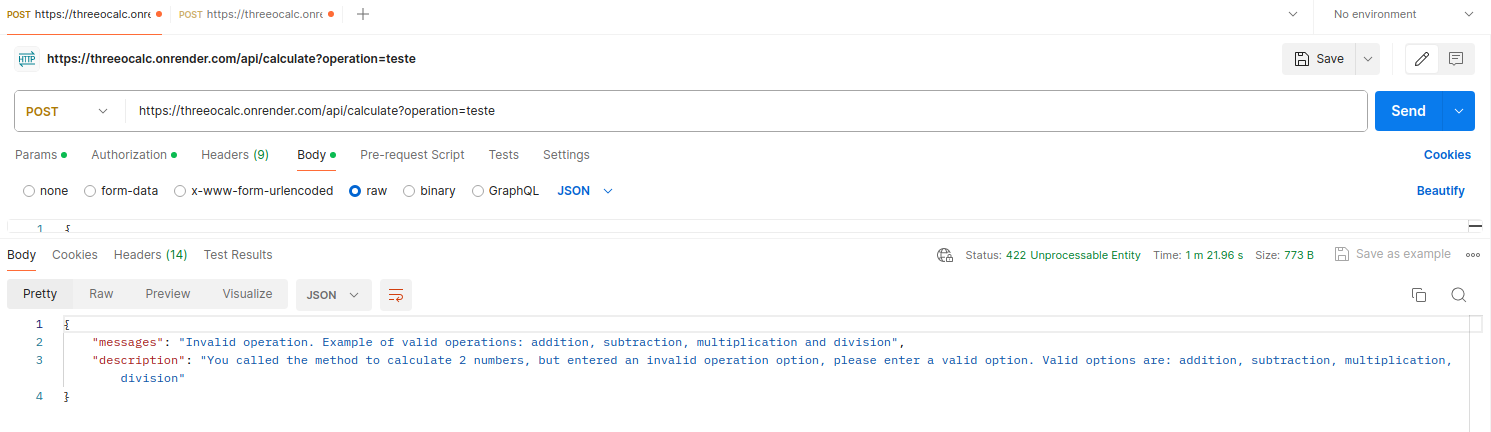 POST https://threeocalc.onre POST https://threeocalc.onre No environment
HTTP https://threeocalc.onrender.com/api/calculate?operation=teste Save
POST https://threeocalc.onrender.com/api/calculate?operation=teste Send
Params Authorization Headers (9) Body Pre-request Script Tests Settings Cookies
none form-data x-www-form-urlencoded raw binary GraphQL JSON Beautify
1 {
Body Cookies Headers (14) Test Results Status: 422 Unprocessable Entity Time: 1 m 21.96 s Size: 773 B Save as example
Pretty Raw Preview Visualize JSON
1 {
2 "messages": "Invalid operation. Example of valid operations: addition, subtraction, multiplication and division",
3 "description": "You called the method to calculate 2 numbers, but entered an invalid operation option, please enter a valid option. Valid options are: addition, subtraction, multiplication,
division"
4 }